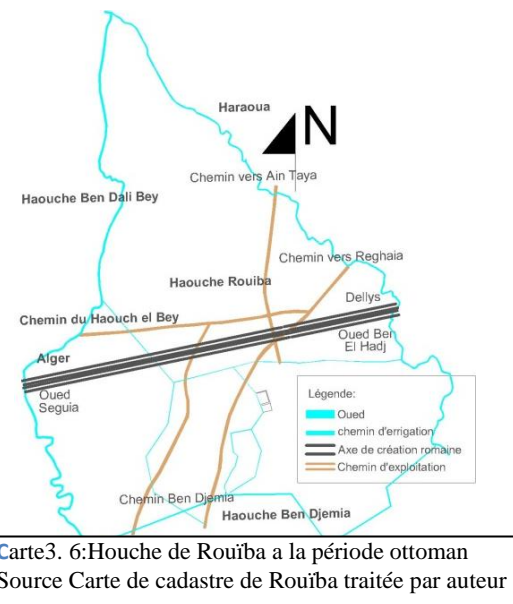 Haraoua
N
Chemin vers Ain Taya
Haouche Ben Dali Bey
Chemin vers Reghaia
Haouche Rouiba
Dellys
Chemin du Haouch el Bey
Oued Ben
El Hadj
Alger
Oued
Seguia
Légende:
Oued
chemin d'errigation
Axe de création romaine
Chemin d'exploitation
Chemin Ben Djemia
Haouche Ben Djemia
Carte3. 6:Houche de Rouïba a la période ottoman
Source Carte de cadastre de Rouïba traitée par auteur